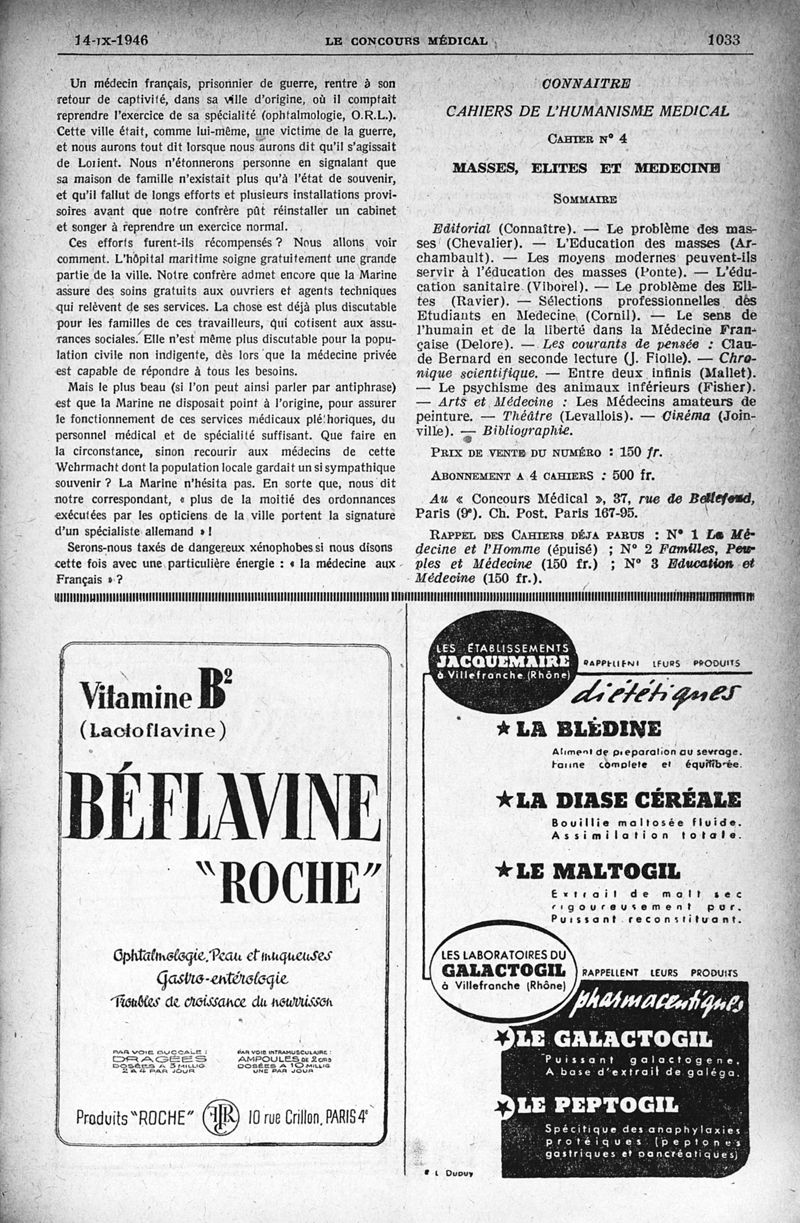 14-IX-1946
LE CONCOURS MÉDICAL
1033
Un médecin français, prisonnier de guerre, rentre à son
retour de captivité, dans sa ville d'origine, où il comptait
reprendre l'exercice de sa spécialité (ophtalmologie, O.R.L.).
Cette ville était, comme lui-même, une victime de la guerre,
et nous aurons tout dit lorsque nous aurons dit qu'il s'agissait
de Lorient. Nous n'étonnerons personne en signalant que
sa maison de famille n'existait plus qu'à l'état de souvenir,
et qu'il fallut de longs efforts et plusieurs installations provi-
soires avant que notre confrère pût réinstaller un cabinet
et songer à reprendre un exercice normal.
Ces efforts furent-ils récompensés ? Nous allons voir
comment. L'hôpital maritime soigne gratuitement une grande
partie de la ville. Notre confrère admet encore que la Marine
assure des soins gratuits aux ouvriers et agents techniques
qui relèvent de ses services. La chose est déjà plus discutable
pour les familles de ces travailleurs, qui cotisent aux assu-
rances sociales. Elle n'est même plus discutable pour la popu-
lation civile non indigente, dès lors que la médecine privée
est capable de répondre à tous les besoins.
Mais le plus beau (si l'on peut ainsi parler par antiphrase)
est que la Marine ne disposait point à l'origine, pour assurer
le fonctionnement de ces services médicaux pléthoriques, du
personnel médical et de spécialité suffisant. Que faire en
la circonstance, sinon recourir aux médecins de cette
Wehrmacht dont la population locale gardait un si sympathique
souvenir ? La Marine n'hésita pas. En sorte que, nous dit
notre correspondant, « plus de la moitié des ordonnances
exécutées par les opticiens de la ville portent la signature
d'un spécialiste allemand » !
Serons-nous taxés de dangereux xénophobes si nous disons
cette fois avec une particulière énergie : « la médecine aux
Français » ?
CONNAITRE
CAHIERS DE L'HUMANISME MEDICAL
CAHIER N° 4
MASSES, ELITES ET MEDECINE
SOMMAIRE
Editorial (Connaître). — Le problème des mas-
ses (Chevalier). — L'Education des masses (Ar-
chambault). — Les moyens modernes peuvent-ils
servir à l'éducation des masses (Ponte). — L'édu-
cation sanitaire (Viborel). — Le problème des Eli-
tes (Ravier). — Sélections professionnelles des
Etudiants en Medecine (Cornil). — Le sens de
l'humain et de la liberté dans la Médecine Fran-
çaise (Delore). — Les courants de pensée : Clau-
de Bernard en seconde lecture (J. Fiolle). — Chro-
nique scientifique. — Entre deux infinis (Mallet).
— Le psychisme des animaux inférieurs (Fisher).
— Arts et Médecine : Les Médecins amateurs de
peinture. — Théâtre (Levallois). — Cinéma (Join-
ville). — Bibliographie.
PRIX DE VENTE DU NUMÉRO : 150 fr.
ABONNEMENT A 4 CAHIERS : 500 fr.
Au « Concours Médical », 37, rue de Bellefond,
Paris (9e). Ch. Post. Paris 167-95.
RAPPEL DES CAHIERS DÉJA PARUS : N° 1 La Mé-
decine et l'Homme (épuisé) ; N° 2 Familles, Peu-
ples et Médecine (150 fr.) ; N° 3 Education et
Médecine (150 fr.).
Vitamine B2
(Lactoflavine)
BÉFLAVINE
"ROCHE"
Ophtalmologie. Peau et muqueuses
Gastro-entérologie
Troubles de croissance du nourrisson
PAR VOIE BUCCALE :
DRAGÉES
DOSÉES A 3 MILLIG
2 A 4 PAR JOUR
PAR VOIE INTRAMUSCULAIRE :
AMPOULES DE 2 cm3
DOSÉES A 10 MILLIG
UNE PAR JOUR
Produits "ROCHE"
10 rue Crillon, PARIS 4e
LES ÉTABLISSEMENTS
JACQUEMAIRE
à Villefranche (Rhône)
RAPPELLENT LEURS PRODUITS
diététiques
LA BLÉDINE
Aliment de préparation au sevrage.
Farine complète et équilibrée.
LA DIASE CÉRÉALE
Bouillie maltosée fluide.
Assimilation totale.
LE MALTOGIL
Extrait de malt sec
rigoureusement pur.
Puissant reconstituant.
LES LABORATOIRES DU
GALACTOGIL
à Villefranche (Rhône)
RAPPELLENT LEURS PRODUITS
pharmaceutiques
LE GALACTOGIL
Puissant galactogene.
A base d'extrait de galéga.
LE PEPTOGIL
Spécifique des anaphylaxies
protéiques (peptones
gastriques et pancréatiques)
L Dupuy